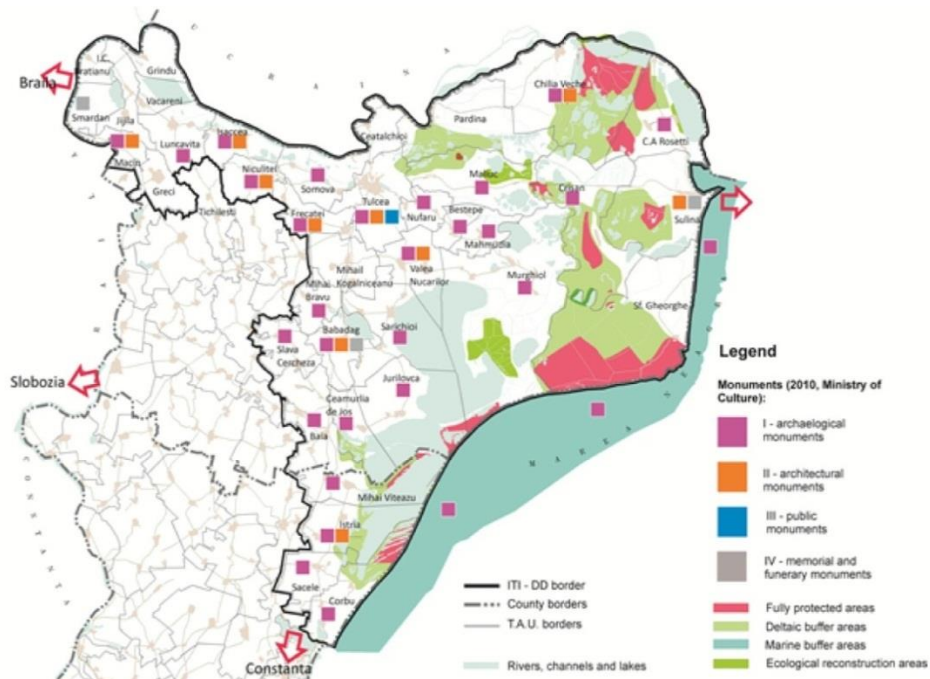 U C R A I N A
I.C.
Bratianu
Grindu
Braila
Vacareni
Smardan
Jijila
Macin
Luncavita
Isaccea
Greci
Niculitel
Tichilesti
Somova
Ceatalchioi
Pardina
Chilia Veche
C.A Rosetti
Maliuc
Crisan
Sulina
Frecatei
Tulcea
Nufaru
Bestepe
Mahmudia
Valea
Nucarilor
Mihail
Kogalniceanu
Murghiol
Sf. Gheorghe
Mihai
Bravu
Babadag
Sarichioi
Slava
Cercheza
Slobozia
Jurilovca
Ceamurlia
de Jos
Baia
Mihai Viteazu
Istria
Sacele
Corbu
Constanta
C O N S T A N T A
M A R E A N E A G R A
Legend
Monuments (2010, Ministry of
Culture):
I - archaelogical
monuments
II - architectural
monuments
III - public
monuments
IV - memorial and
funerary monuments
ITI - DD border
County borders
T.A.U. borders
Rivers, channels and lakes
Fully protected areas
Deltaic buffer areas
Marine buffer areas
Ecological reconstruction areas